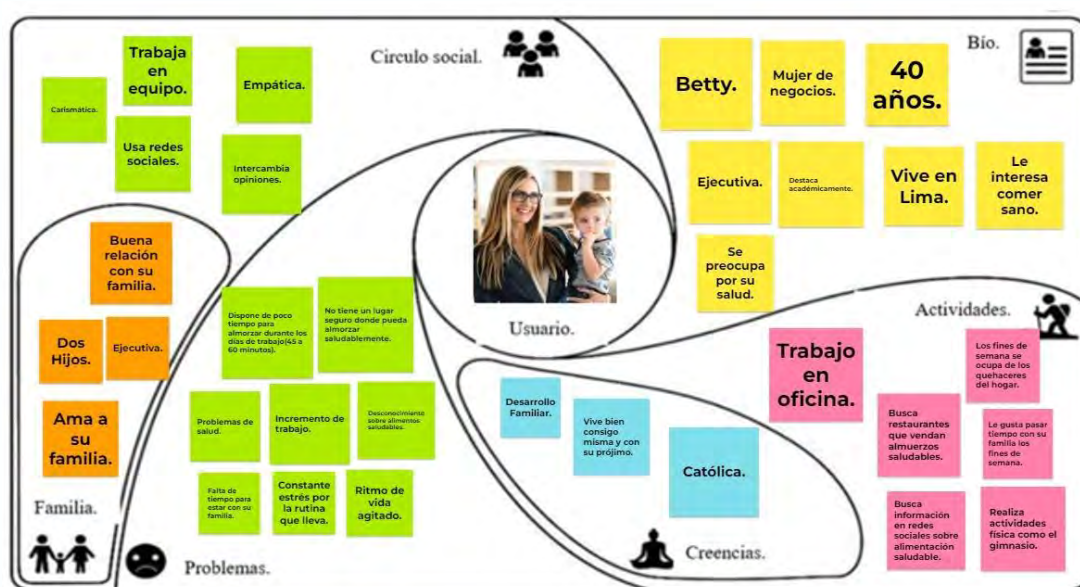 Circulo social.
Trabaja
en
equipo.
Empática.
Carismática.
Usa redes
sociales.
Intercambia
opiniones.
Bío.
Betty.
Mujer de
negocios.
40
años.
Ejecutiva.
Destaca
académicamente.
Vive en
Lima.
Le
interesa
comer
sano.
Se
preocupa
por su
salud.
Buena
relación
con su
familia.
Dos
Hijos.
Ejecutiva.
Ama a
su
familia.
Familia.
Dispone de poco
tiempo para
almorzar durante los
días de trabajo(45 a
60 minutos).
No tiene un lugar
seguro donde pueda
almorzar
saludablemente.
Problemas de
salud.
Incremento de
trabajo.
Desconocimiento
sobre alimentos
saludables.
Falta de
tiempo para
estar con su
familia.
Constante
estrés por
la rutina
que lleva.
Ritmo de
vida
agitado.
Problemas.
Usuario.
Desarrollo
Familiar.
Vive bien
consigo
misma y con
su prójimo.
Católica.
Creencias.
Actividades.
Trabajo
en
oficina.
Los fines de
semana se
ocupa de los
quehaceres
del hogar.
Busca
restaurantes
que vendan
almuerzos
saludables.
Le gusta pasar
tiempo con su
familia los
fines de
semana.
Busca
información
en redes
sociales sobre
alimentación
saludable.
Realiza
actividades
física como el
gimnasio.